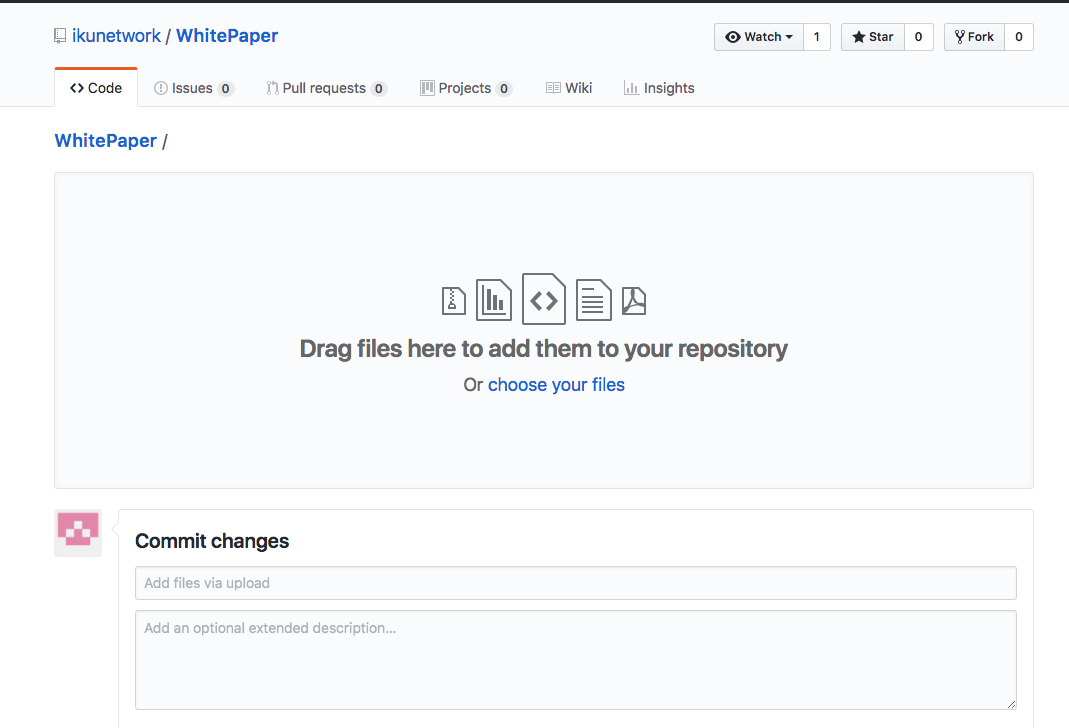 ikunetwork / WhitePaper
Watch 1 Star 0 Fork 0
Code Issues 0 Pull requests 0 Projects 0 Wiki Insights
WhitePaper /
Drag files here to add them to your repository
Or choose your files
Commit changes
Add files via upload
Add an optional extended description...